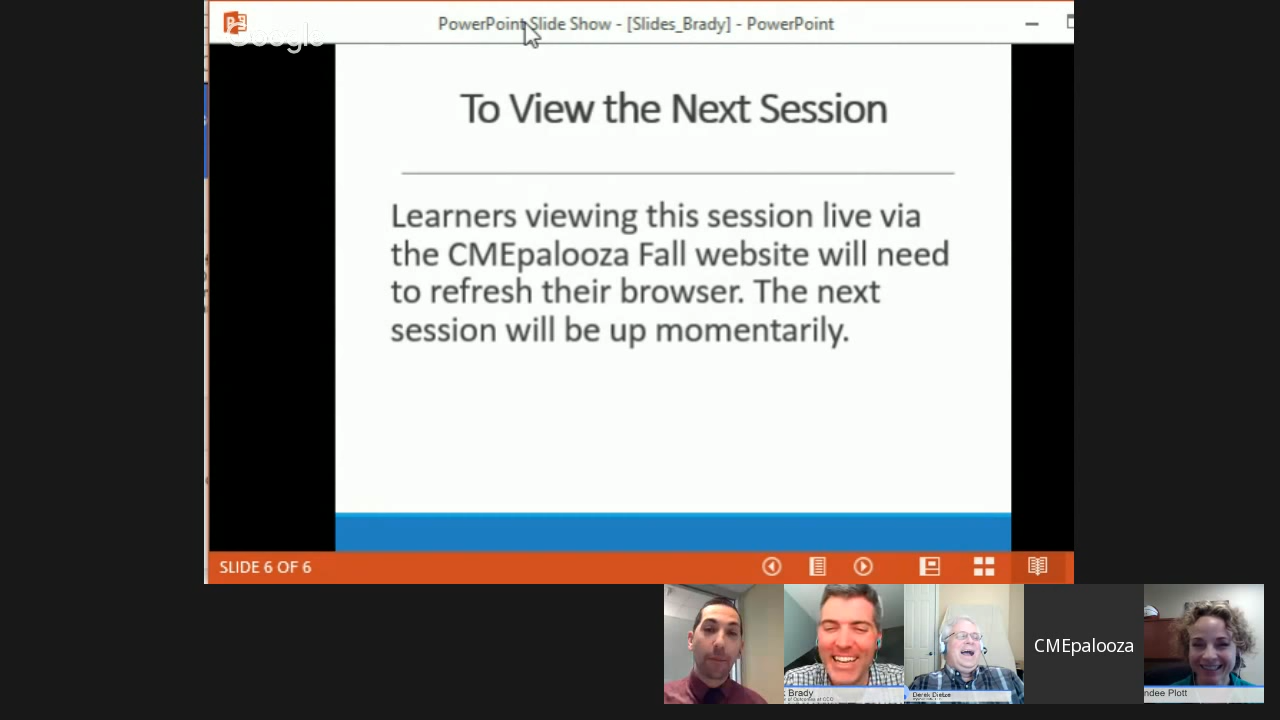 PowerPoint Slide Show - [Slides_Brady] - PowerPoint
Google
To View the Next Session
Learners viewing this session live via
the CMEpalooza Fall website will need
to refresh their browser. The next
session will be up momentarily.
SLIDE 6 OF 6
Brady
Derek Dietze
CMEpalooza
ndee Plott